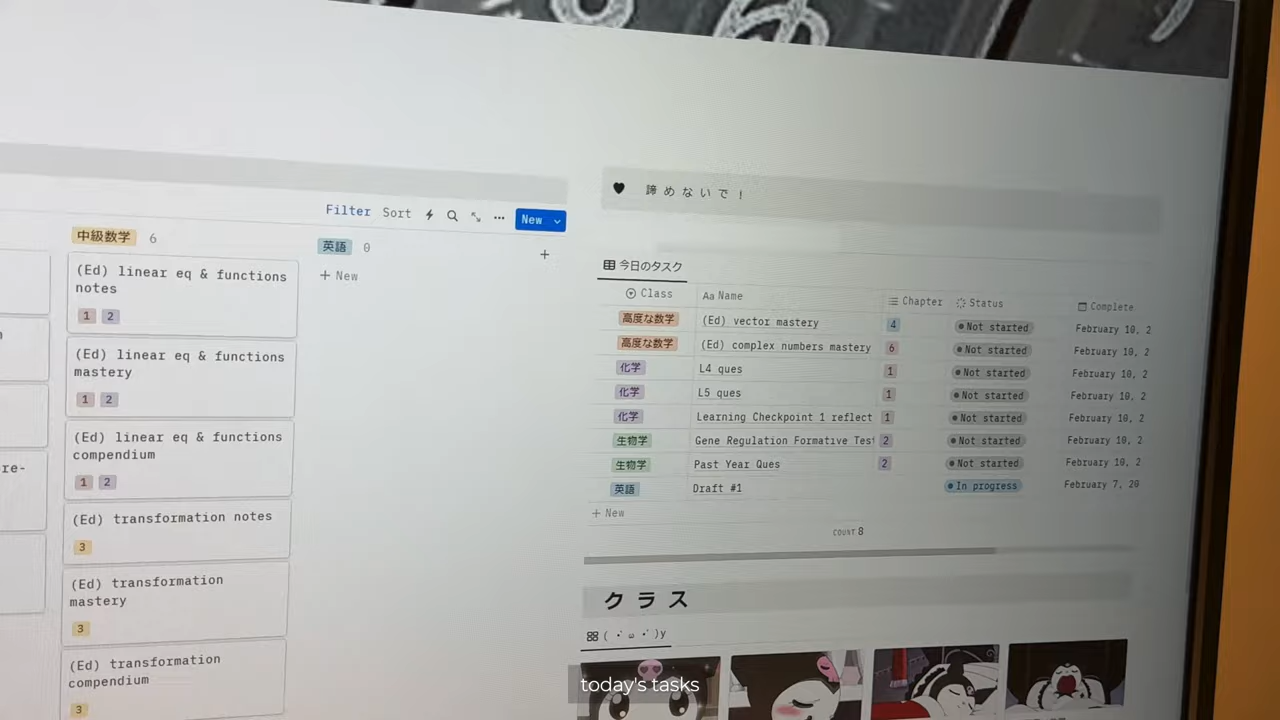 Filter Sort New
中級数学 6
英語 0
+ New
(Ed) linear eq & functions
notes
1 2
(Ed) linear eq & functions
mastery
1 2
(Ed) linear eq & functions
compendium
1 2
(Ed) transformation notes
3
(Ed) transformation
mastery
3
(Ed) transformation
compendium
3
re-
諦めないで!
今日のタスク
Class Aa Name Chapter Status Complete
高度な数学 (Ed) vector mastery 4 Not started February 10, 2
高度な数学 (Ed) complex numbers mastery 6 Not started February 10, 2
化学 L4 ques 1 Not started February 10, 2
化学 L5 ques 1 Not started February 10, 2
化学 Learning Checkpoint 1 reflect 1 Not started February 10, 2
生物学 Gene Regulation Formative Test 2 Not started February 10, 2
生物学 Past Year Ques 2 Not started February 10, 2
英語 Draft #1 In progress February 7, 20
+ New
COUNT 8
クラス
today's tasks